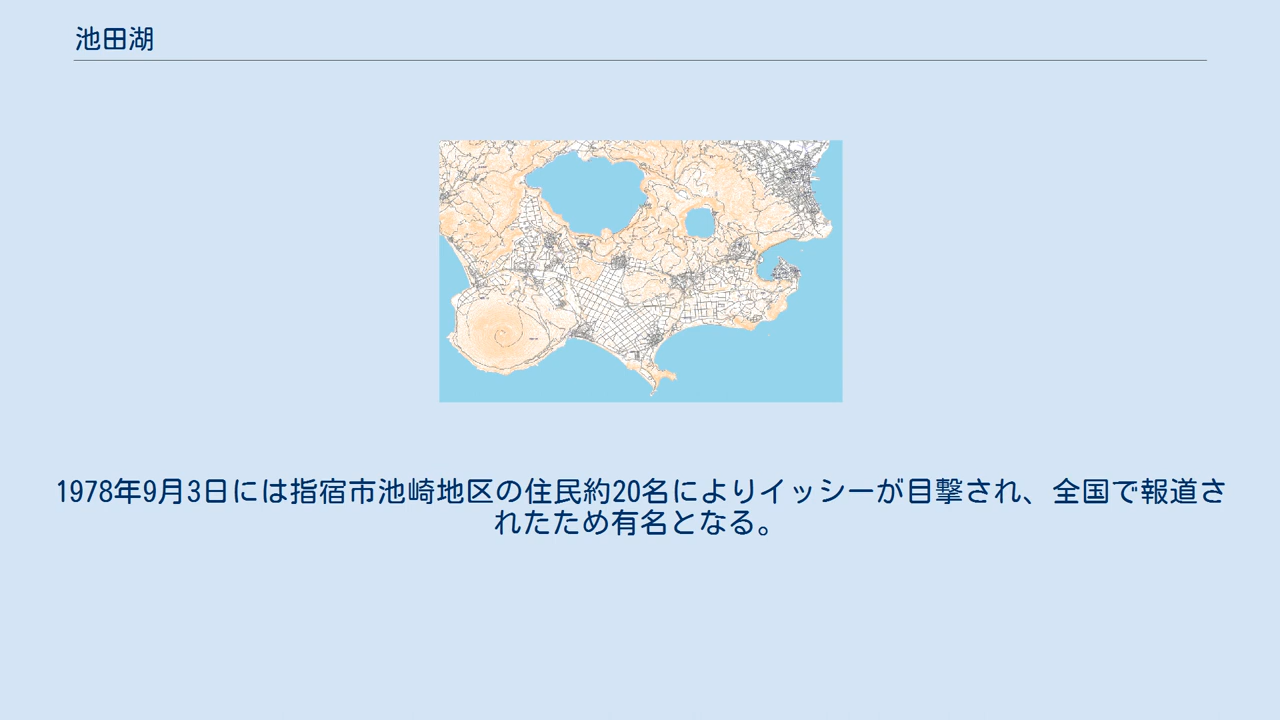 池田湖
1978年9月3日には指宿市池崎地区の住民約20名によりイッシーが目撃され、全国で報道さ
れたため有名となる。